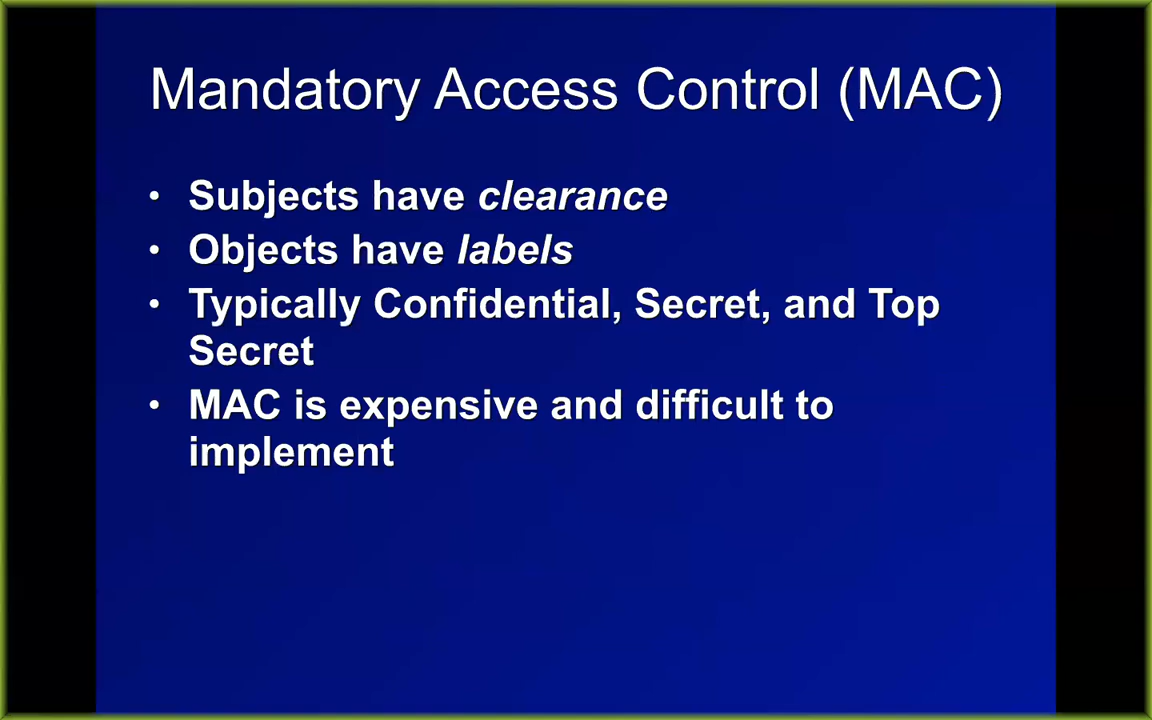 Mandatory Access Control (MAC)
• Subjects have clearance
• Objects have labels
• Typically Confidential, Secret, and Top
Secret
• MAC is expensive and difficult to
implement